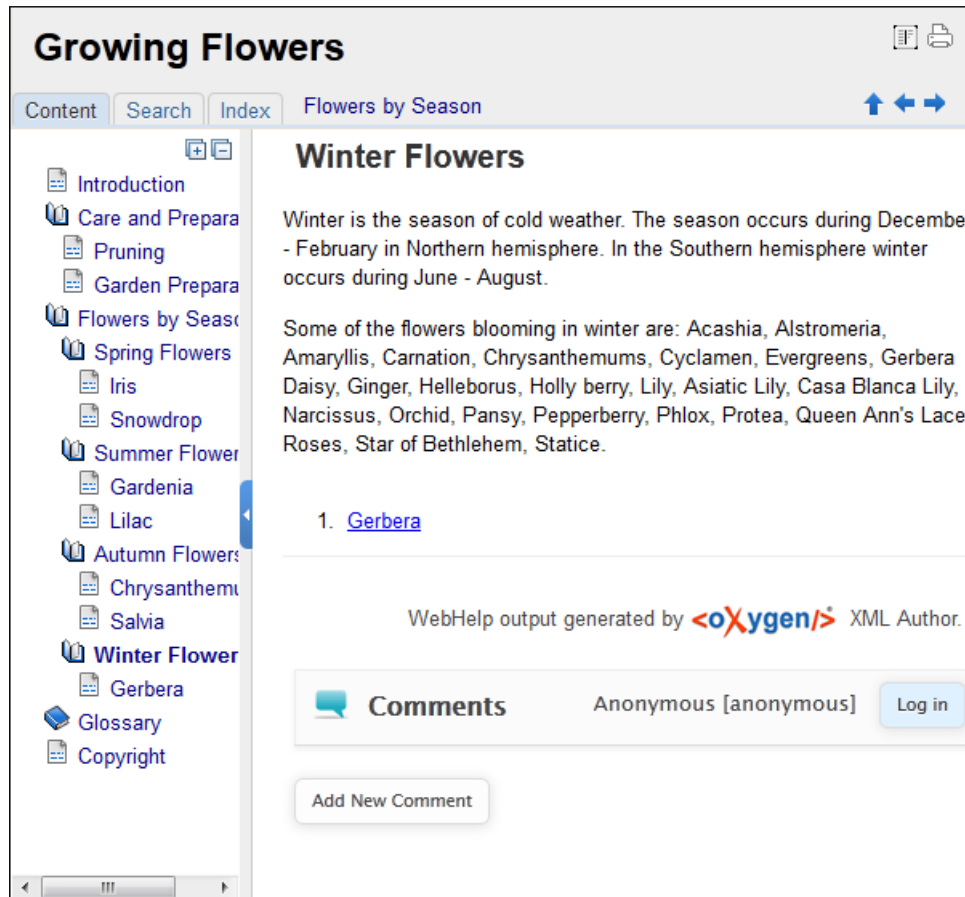 Growing Flowers
Content Search Index Flowers by Season
Introduction
Care and Prepara
Pruning
Garden Prepara
Flowers by Seaso
Spring Flowers
Iris
Snowdrop
Summer Flower
Gardenia
Lilac
Autumn Flowers
Chrysanthemu
Salvia
Winter Flower
Gerbera
Glossary
Copyright
Winter Flowers
Winter is the season of cold weather. The season occurs during Decembe
- February in Northern hemisphere. In the Southern hemisphere winter
occurs during June - August.
Some of the flowers blooming in winter are: Acashia, Alstromeria,
Amaryllis, Carnation, Chrysanthemums, Cyclamen, Evergreens, Gerbera
Daisy, Ginger, Helleborus, Holly berry, Lily, Asiatic Lily, Casa Blanca Lily,
Narcissus, Orchid, Pansy, Pepperberry, Phlox, Protea, Queen Ann's Lace
Roses, Star of Bethlehem, Statice.
1. Gerbera
WebHelp output generated by <oXygen/> XML Author.
Comments Anonymous [anonymous] Log in
Add New Comment